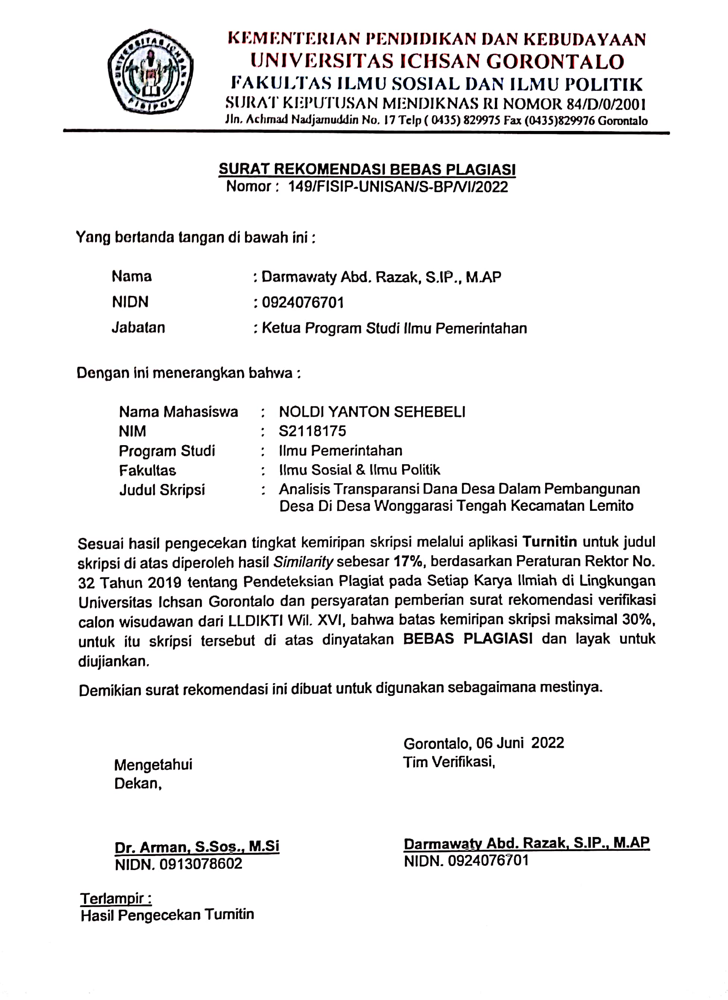 UNIVERSITAS ICHSAN
FISIPOL
KEMENTERIAN PENDIDIKAN DAN KEBUDAYAAN
UNIVERSITAS ICHSAN GORONTALO
FAKULTAS ILMU SOSIAL DAN ILMU POLITIK
SURAT KEPUTUSAN MENDIKNAS RI NOMOR 84/D/0/2001
Jln. Achmad Nadjamuddin No. 17 Telp ( 0435) 829975 Fax (0435)829976 Gorontalo
SURAT REKOMENDASI BEBAS PLAGIASI
Nomor : 149/FISIP-UNISAN/S-BP/VI/2022
Yang bertanda tangan di bawah ini :
Nama : Darmawaty Abd. Razak, S.IP., M.AP
NIDN : 0924076701
Jabatan : Ketua Program Studi Ilmu Pemerintahan
Dengan ini menerangkan bahwa :
Nama Mahasiswa : NOLDI YANTON SEHEBELI
NIM : S2118175
Program Studi : Ilmu Pemerintahan
Fakultas : Ilmu Sosial & Ilmu Politik
Judul Skripsi : Analisis Transparansi Dana Desa Dalam Pembangunan
Desa Di Desa Wonggarasi Tengah Kecamatan Lemito
Sesuai hasil pengecekan tingkat kemiripan skripsi melalui aplikasi Turnitin untuk judul
skripsi di atas diperoleh hasil Similarity sebesar 17%, berdasarkan Peraturan Rektor No.
32 Tahun 2019 tentang Pendeteksian Plagiat pada Setiap Karya Ilmiah di Lingkungan
Universitas Ichsan Gorontalo dan persyaratan pemberian surat rekomendasi verifikasi
calon wisudawan dari LLDIKTI Wil. XVI, bahwa batas kemiripan skripsi maksimal 30%,
untuk itu skripsi tersebut di atas dinyatakan BEBAS PLAGIASI dan layak untuk
diujiankan.
Demikian surat rekomendasi ini dibuat untuk digunakan sebagaimana mestinya.
Gorontalo, 06 Juni 2022
Tim Verifikasi,
Mengetahui
Dekan,
Dr. Arman, S.Sos., M.Si
NIDN. 0913078602
Darmawaty Abd. Razak, S.IP., M.AP
NIDN. 0924076701
Terlampir :
Hasil Pengecekan Turnitin